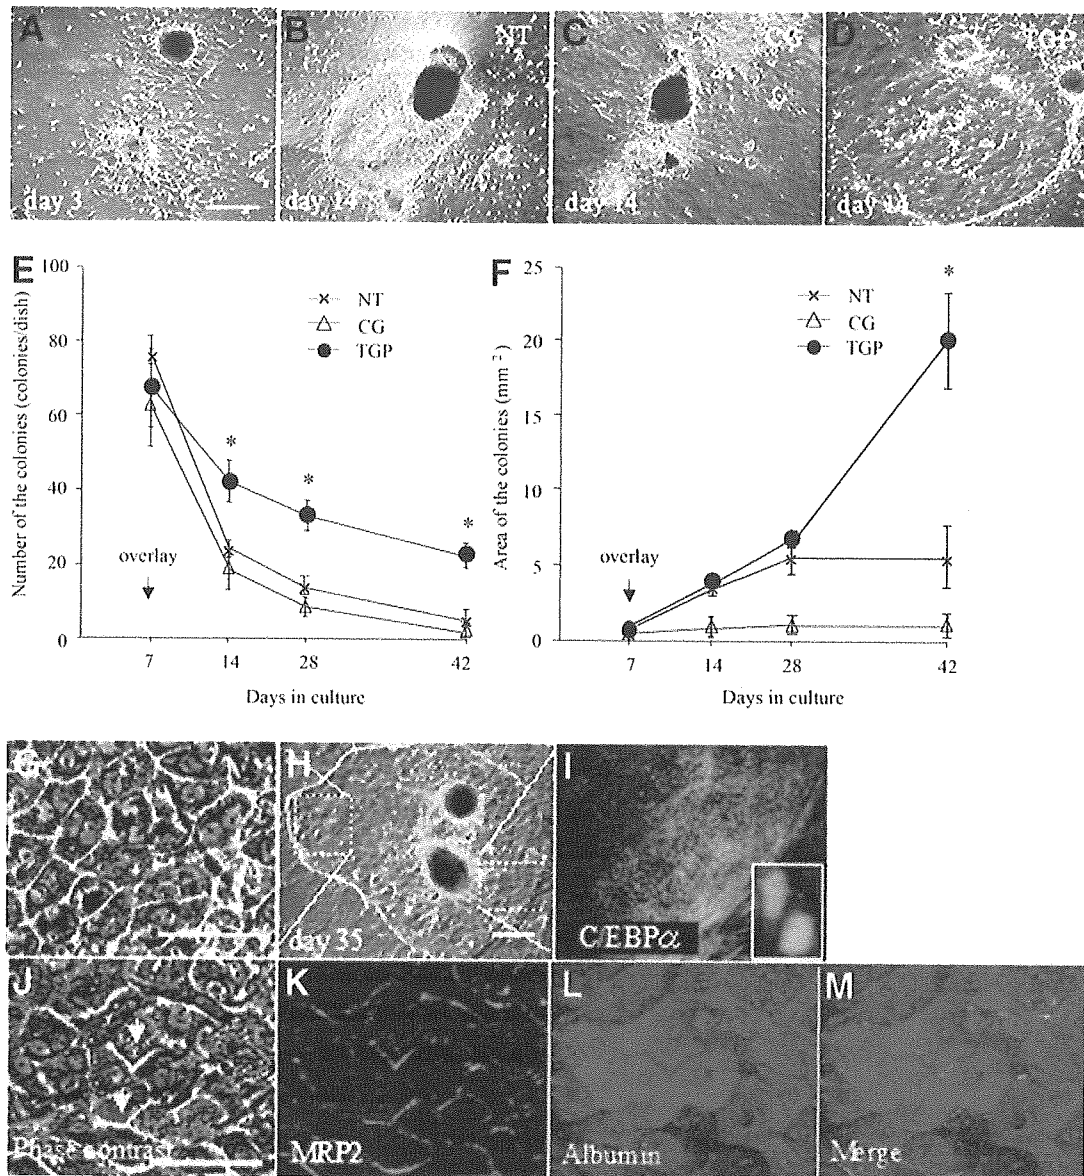 A
day 3
B
NT
day 14
C
CG
day 14
D
TGP
day 14
E
Number of the colonies (colonies/dish)
100
80
60
40
20
0
NT
CG
TGP
overlay
*
*
*
7
14
28
42
Days in culture
F
Area of the colonies (mm²)
25
20
15
10
5
0
NT
CG
TGP
overlay
*
7
14
28
42
Days in culture
G
H
day 35
I
C/EBPα
J
Phase contrast
K
MRP2
L
Albumin
M
Merge